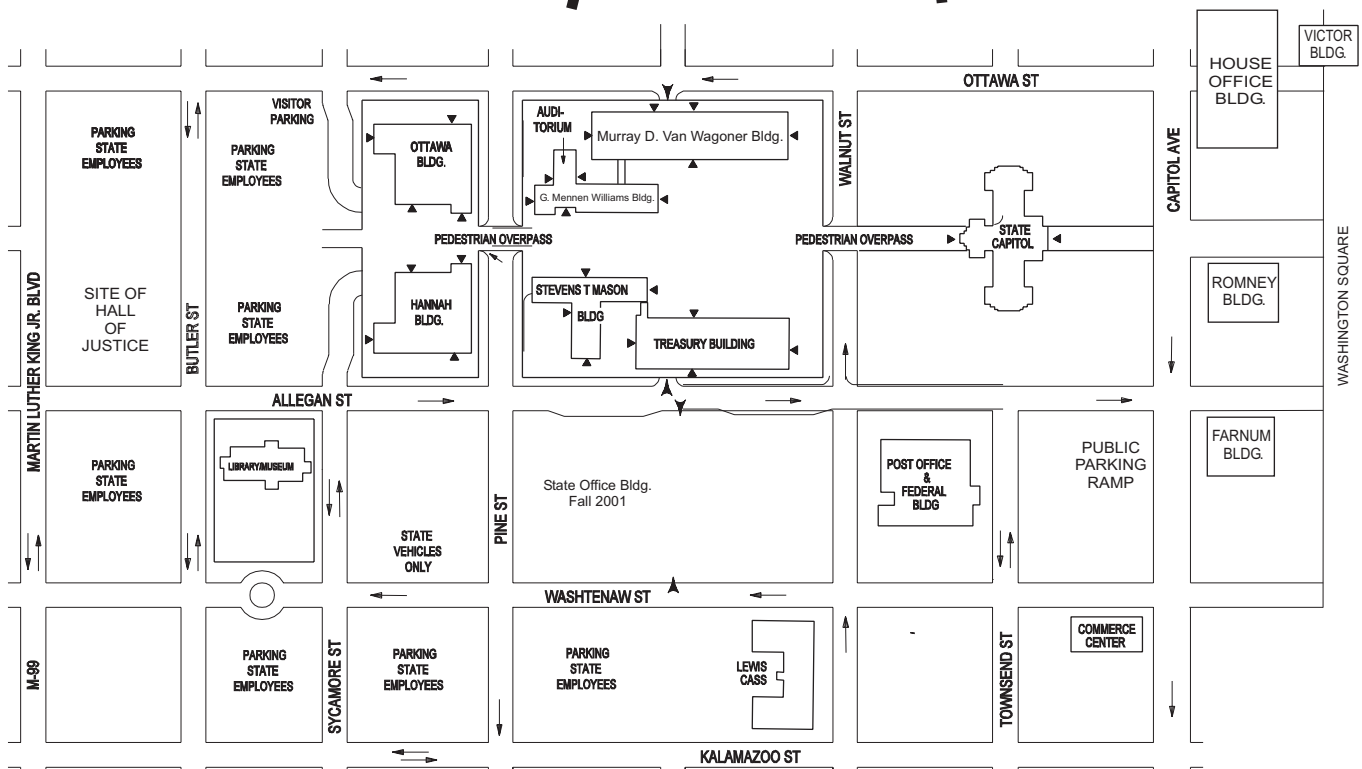 VICTOR
BLDG.
HOUSE
OFFICE
BLDG.
OTTAWA ST
VISITOR
PARKING
AUDI-
TORIUM
PARKING
STATE
EMPLOYEES
PARKING
STATE
EMPLOYEES
OTTAWA
BLDG.
Murray D. Van Wagoner Bldg.
G. Mennen Williams Bldg.
WALNUT ST
CAPITOL AVE
PEDESTRIAN OVERPASS
PEDESTRIAN OVERPASS
STATE
CAPITOL
MARTIN LUTHER KING JR. BLVD
SITE OF
HALL
OF
JUSTICE
BUTLER ST
PARKING
STATE
EMPLOYEES
HANNAH
BLDG.
STEVENS T MASON
BLDG
TREASURY BUILDING
ROMNEY
BLDG.
WASHINGTON SQUARE
ALLEGAN ST
PARKING
STATE
EMPLOYEES
LIBRARY/MUSEUM
STATE
VEHICLES
ONLY
PINE ST
State Office Bldg.
Fall 2001
POST OFFICE
&
FEDERAL
BLDG
PUBLIC
PARKING
RAMP
FARNUM
BLDG.
WASHTENAW ST
M-99
PARKING
STATE
EMPLOYEES
SYCAMORE ST
PARKING
STATE
EMPLOYEES
PARKING
STATE
EMPLOYEES
LEWIS
CASS
TOWNSEND ST
COMMERCE
CENTER
KALAMAZOO ST